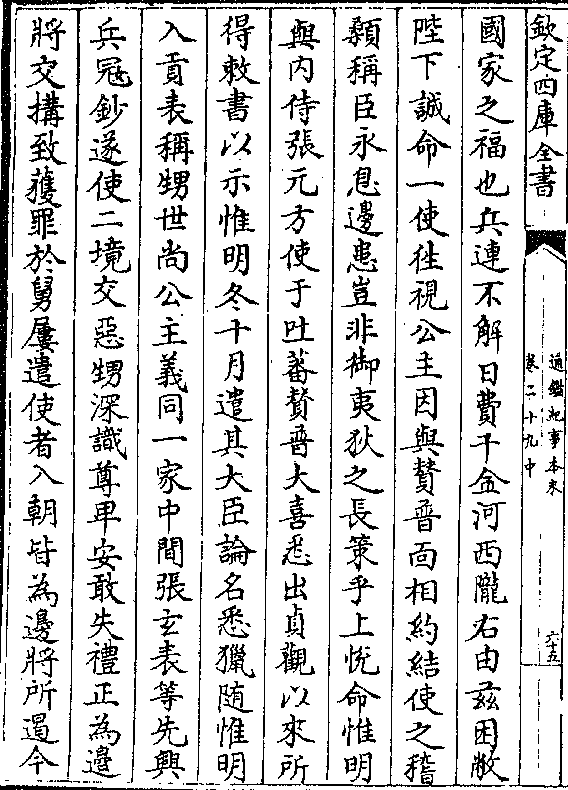 欽定四庫全書
通鑑紀事本末
卷二十九中
六十五
國家之福也兵連不解日費千金河西隴右由兹困敝
陛下誠命一使徃視公主因與贊普面相約結使之稽
顙稱臣永息邊患豈非御夷狄之長策乎上悅命惟明
與内侍張元方使于吐蕃贊普大喜悉出貞觀以來所
得敕書以示惟明冬十月遣其大臣論名悉獵隨惟明
入貢表稱甥世尚公主義同一家中間張玄表等先興
兵冦鈔遂使二境交惡甥深識尊卑安敢失禮正為邊
將交搆致獲罪於舅屢遣使者入朝皆為邊將所遏今